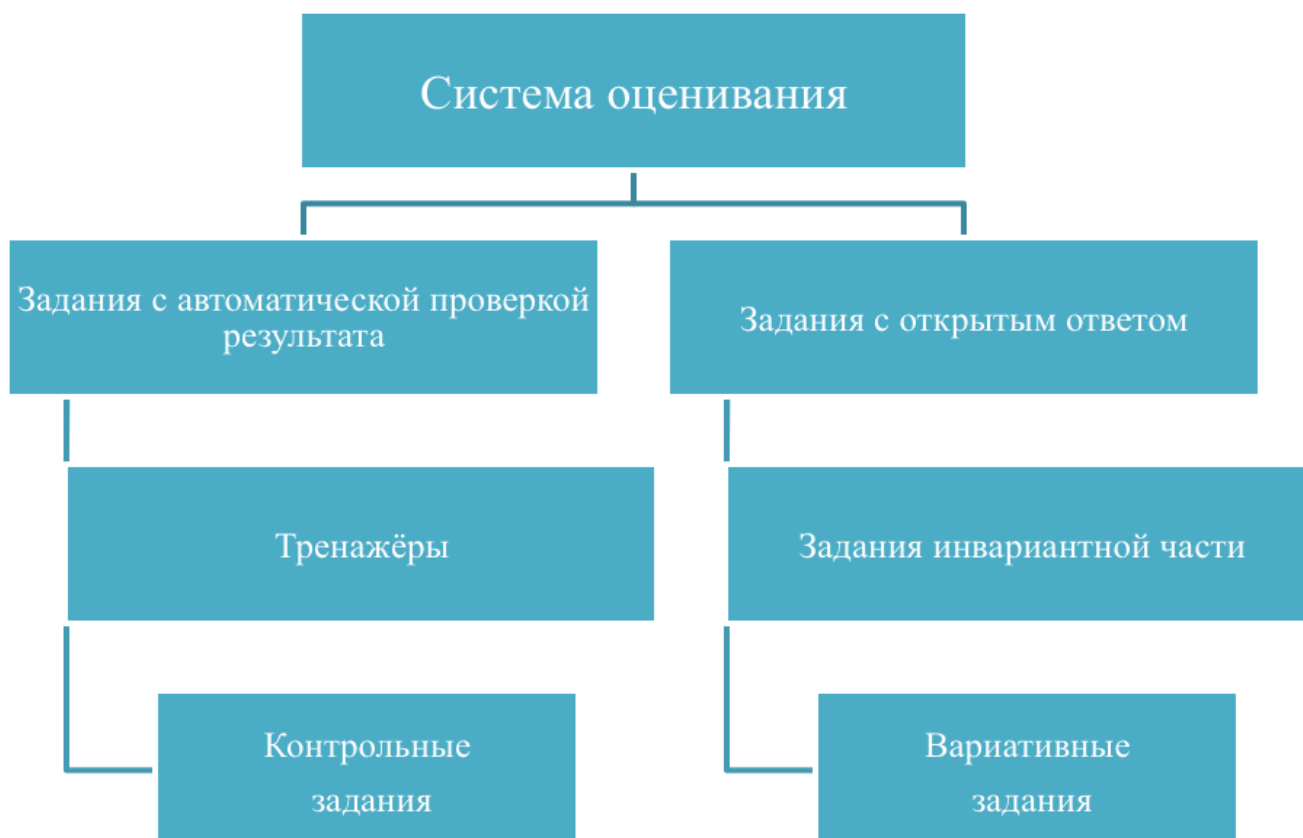 Система оценивания
Задания с автоматической проверкой
результата
Задания с открытым ответом
Тренажёры
Задания инвариантной части
Контрольные
задания
Вариативные
задания